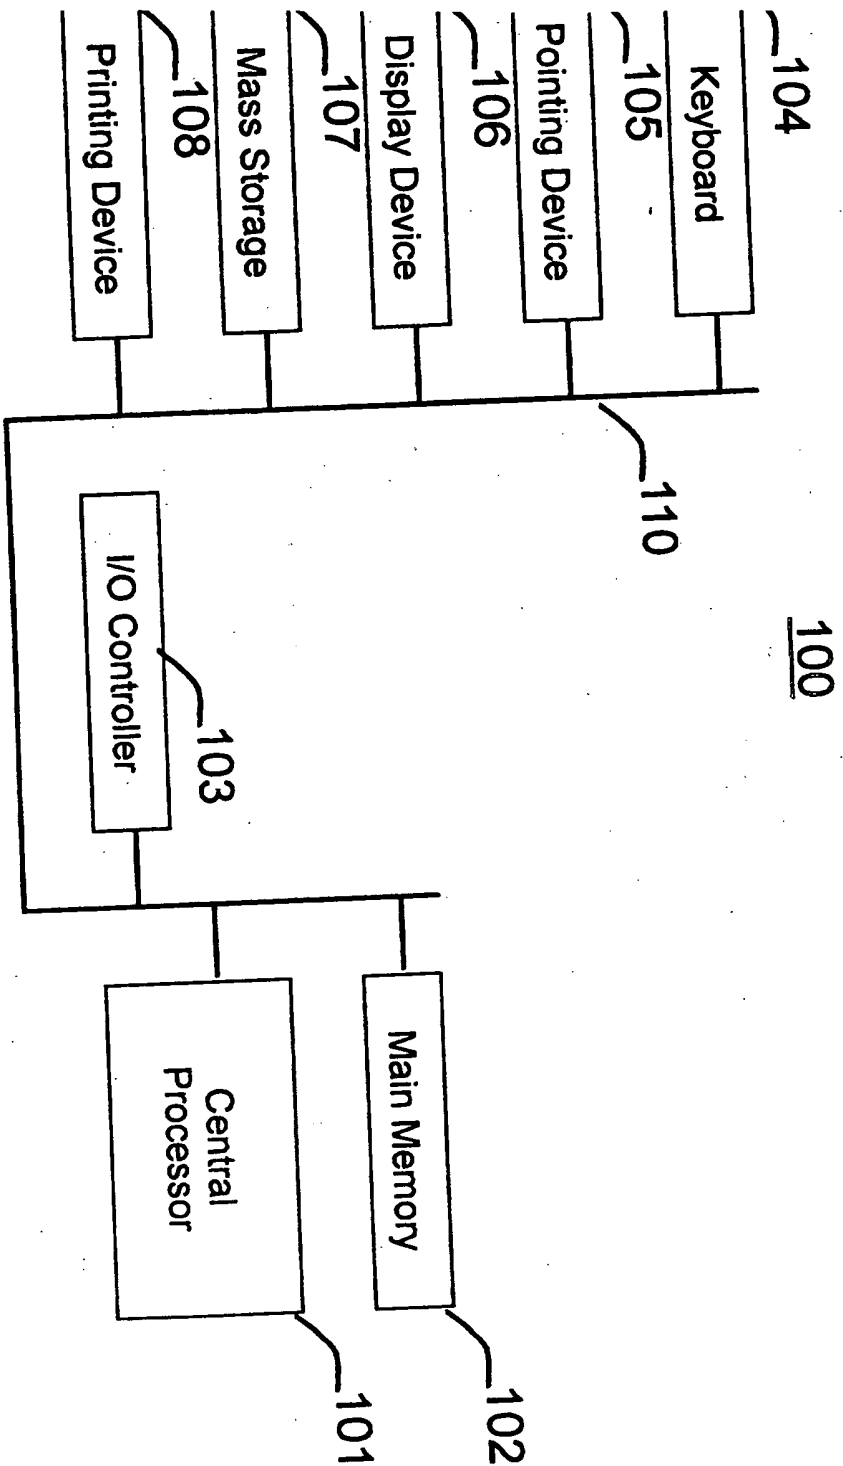 100
104
Keyboard
105
Pointing Device
106
Display Device
107
Mass Storage
108
Printing Device
110
102
Main Memory
101
Central
Processor
103
I/O Controller